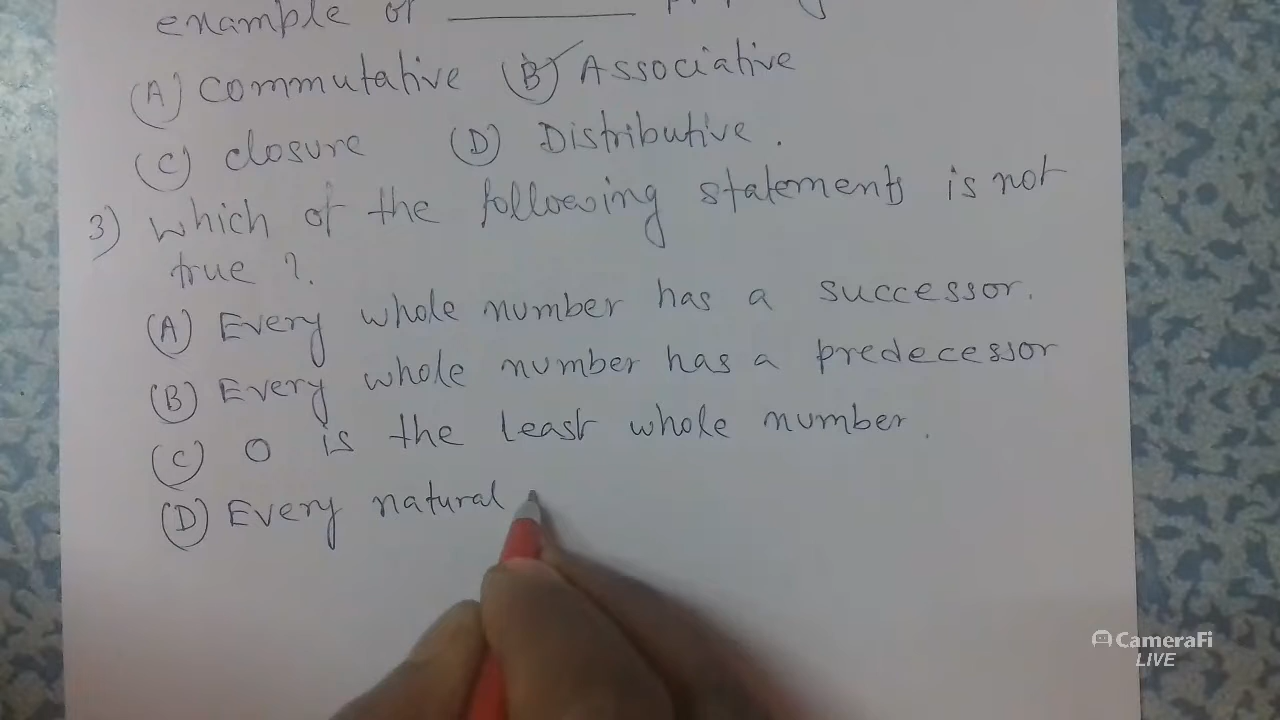 example of ________
(A) commutative (B) Associative
(C) closure (D) Distributive.
3) which of the following statements is not
true ?.
(A) Every whole number has a successor.
(B) Every whole number has a predecessor
(C) 0 is the least whole number.
(D) Every natural
CameraFi
LIVE